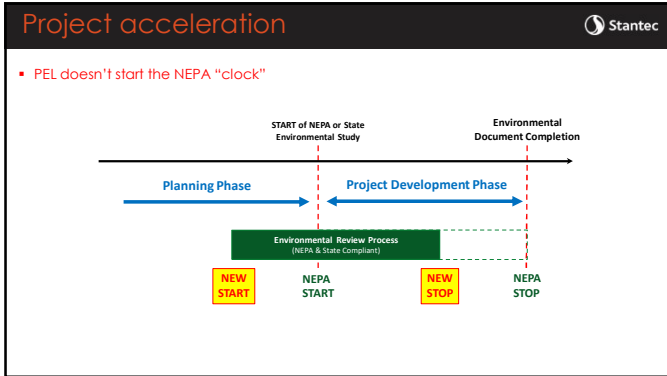 Project acceleration
Stantec
▪ PEL doesn't start the NEPA “clock”
START of NEPA or State
Environmental Study
Environmental
Document Completion
Planning Phase
Project Development Phase
Environmental Review Process
(NEPA & State Compliant)
NEW
START
NEPA
START
NEW
STOP
NEPA
STOP